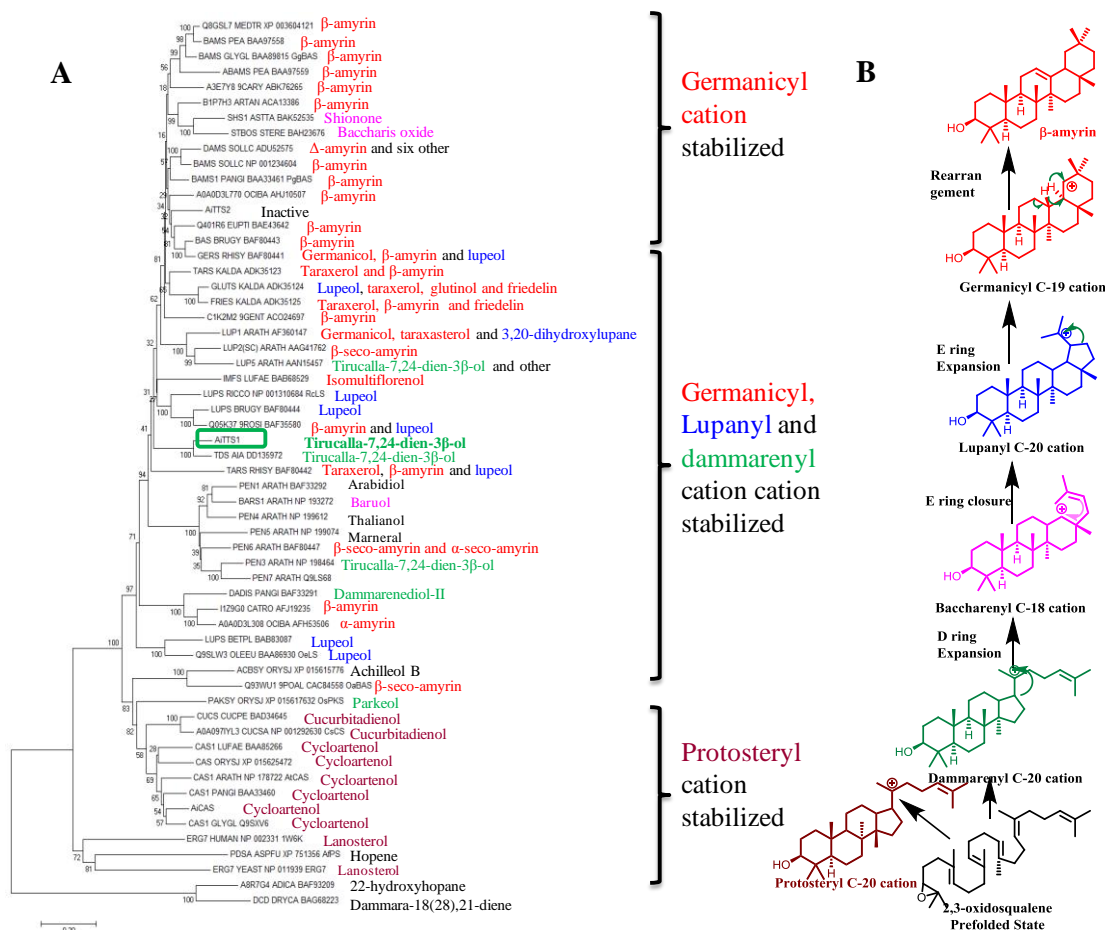 A
Q8GSL7 MEDTR XP 003604121 β-amyrin
BAMS PEA BAA97558 β-amyrin
BAMS GLYGL BAA89815 GgBAS β-amyrin
ABAMS PEA BAA97559 β-amyrin
A3E7Y8 9CARY ABK76265 β-amyrin
B1P7H3 ARTAN ACA13386 β-amyrin
SHS1 ASTTA BAK52535 Shionone
STBOS STERE BAH23676 Baccharis oxide
DAMS SOLLC ADU52575 Δ-amyrin and six other
BAMS SOLLC NP 001234604 β-amyrin
BAMS1 PANGI BAA33461 PgBAS β-amyrin
A0A0D3L770 OCIBA AHJ10507 β-amyrin
AiTTS2 Inactive
Q401R6 EUPTI BAE43642 β-amyrin
BAS BRUGY BAF80443 β-amyrin
GERS RHISY BAF80441 Germanicol, β-amyrin and lupeol
TARS KALDA ADK35123 Taraxerol and β-amyrin
GLUTS KALDA ADK35124 Lupeol, taraxerol, glutinol and friedelin
FRIES KALDA ADK35125 Taraxerol, β-amyrin and friedelin
C1K2M2 9GENT ACO24697 β-amyrin
LUP1 ARATH AF360147 Germanicol, taraxasterol and 3,20-dihydroxylupane
LUP2(SC) ARATH AAG41762 β-seco-amyrin
LUP5 ARATH AAN15457 Tirucalla-7,24-dien-3β-ol and other
IMFS LUFAE BAB68529 Isomultiflorenol
LUPS RICCO NP 001310684 RcLS Lupeol
LUPS BRUGY BAF80444 Lupeol
Q05K37 9ROSI BAF35580 β-amyrin and lupeol
AiTTS1 Tirucalla-7,24-dien-3β-ol
TDS AIA DD135972 Tirucalla-7,24-dien-3β-ol
TARS RHISY BAF80442 Taraxerol, β-amyrin and lupeol
PEN1 ARATH BAF33292 Arabidiol
BARS1 ARATH NP 193272 Baruol
PEN4 ARATH NP 199612 Thalianol
PEN5 ARATH NP 199074 Marneral
PEN6 ARATH BAF80447 β-seco-amyrin and α-seco-amyrin
PEN3 ARATH NP 198464 Tirucalla-7,24-dien-3β-ol
PEN7 ARATH Q9LS68
DADIS PANGI BAF33291 Dammarenediol-II
I1Z9G0 CATRO AFJ19235 β-amyrin
A0A0D3L308 OCIBA AFH53506 α-amyrin
LUPS BETPL BAB83087 Lupeol
Q9SLW3 OLEEU BAA86930 OeLS Lupeol
ACBSY ORYSJ XP 015615776 Achilleol B
Q93WU1 9POAL CAC84558 OaBAS β-seco-amyrin
PAKSY ORYSJ XP 015617632 OsPKS Parkeol
CUCS CUCPE BAD34645 Cucurbitadienol
A0A097IYL3 CUCSA NP 001292630 CsCS Cucurbitadienol
CAS1 LUFAE BAA85266 Cycloartenol
CAS ORYSJ XP 015625472 Cycloartenol
CAS1 ARATH NP 178722 AtCAS Cycloartenol
CAS1 PANGI BAA33460 Cycloartenol
AiCAS Cycloartenol
CAS1 GLYGL Q9SXV6 Cycloartenol
ERG7 HUMAN NP 002331 1W6K Lanosterol
PDSA ASPFU XP 751356 AfPS Hopene
ERG7 YEAST NP 011939 ERG7 Lanosterol
A8R7G4 ADICA BAF93209 22-hydroxyhopane
DCD DRYCA BAG68223 Dammara-18(28),21-diene
0.20
Germanicyl
cation
stabilized
Germanicyl,
Lupanyl and
dammarenyl
cation cation
stabilized
Protosteryl
cation
stabilized
B
HO
H
β-amyrin
Rearran
gement
H
H
HO
H
Germanicyl C-19 cation
E ring
Expansion
HO
H
Lupanyl C-20 cation
E ring closure
HO
H
Baccharenyl C-18 cation
D ring
Expansion
HO
H
Dammarenyl C-20 cation
HO
H
Protosteryl C-20 cation
O
2,3-oxidosqualene
Prefolded State